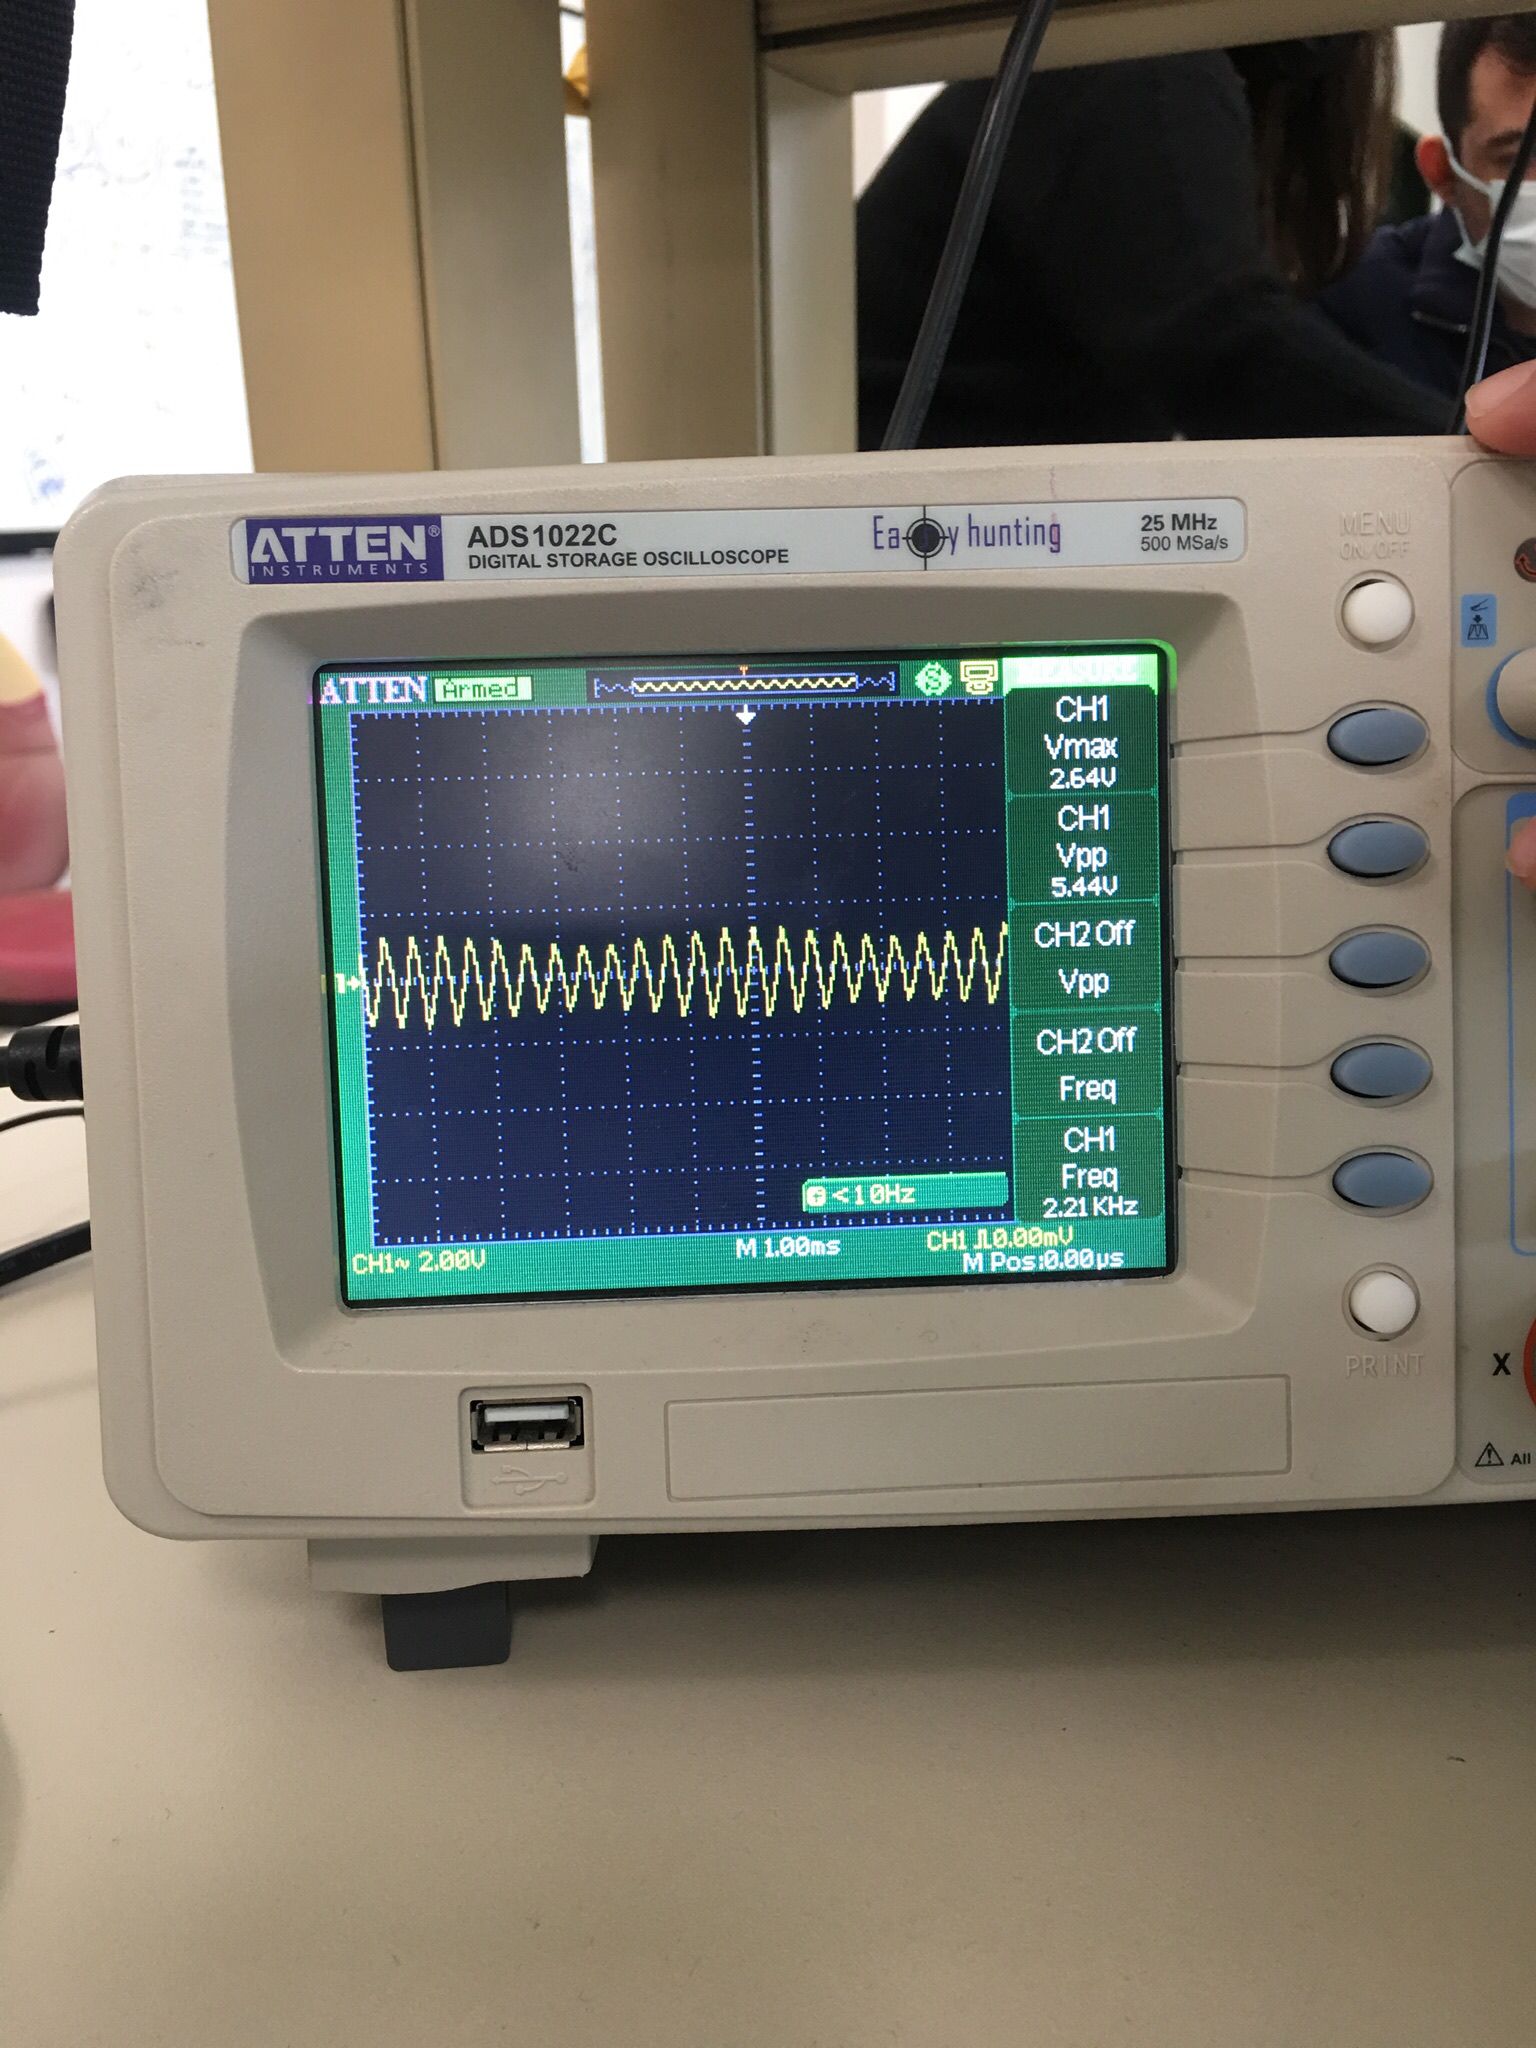 ATTEN®
INSTRUMENTS
ADS1022C
DIGITAL STORAGE OSCILLOSCOPE
Easy hunting
25 MHz
500 MSa/s
MENU
ON/OFF
ATTEN Armed
T
CH1
Vmax
2.64V
CH1
Vpp
5.44V
CH2 Off
Vpp
CH2 Off
Freq
CH1
Freq
2.21 KHz
1
<10Hz
CH1~ 2.00V
M 1.00ms
CH1 0.00mV
M Pos:0.00µs
PRINT
X
All